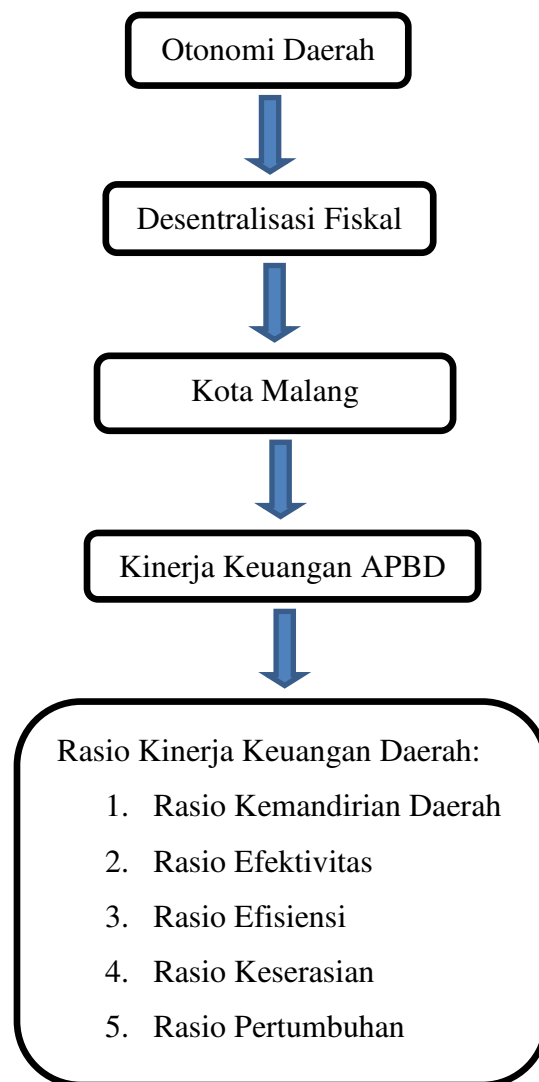 Otonomi Daerah
Desentralisasi Fiskal
Kota Malang
Kinerja Keuangan APBD
Rasio Kinerja Keuangan Daerah:
1. Rasio Kemandirian Daerah
2. Rasio Efektivitas
3. Rasio Efisiensi
4. Rasio Keserasian
5. Rasio Pertumbuhan